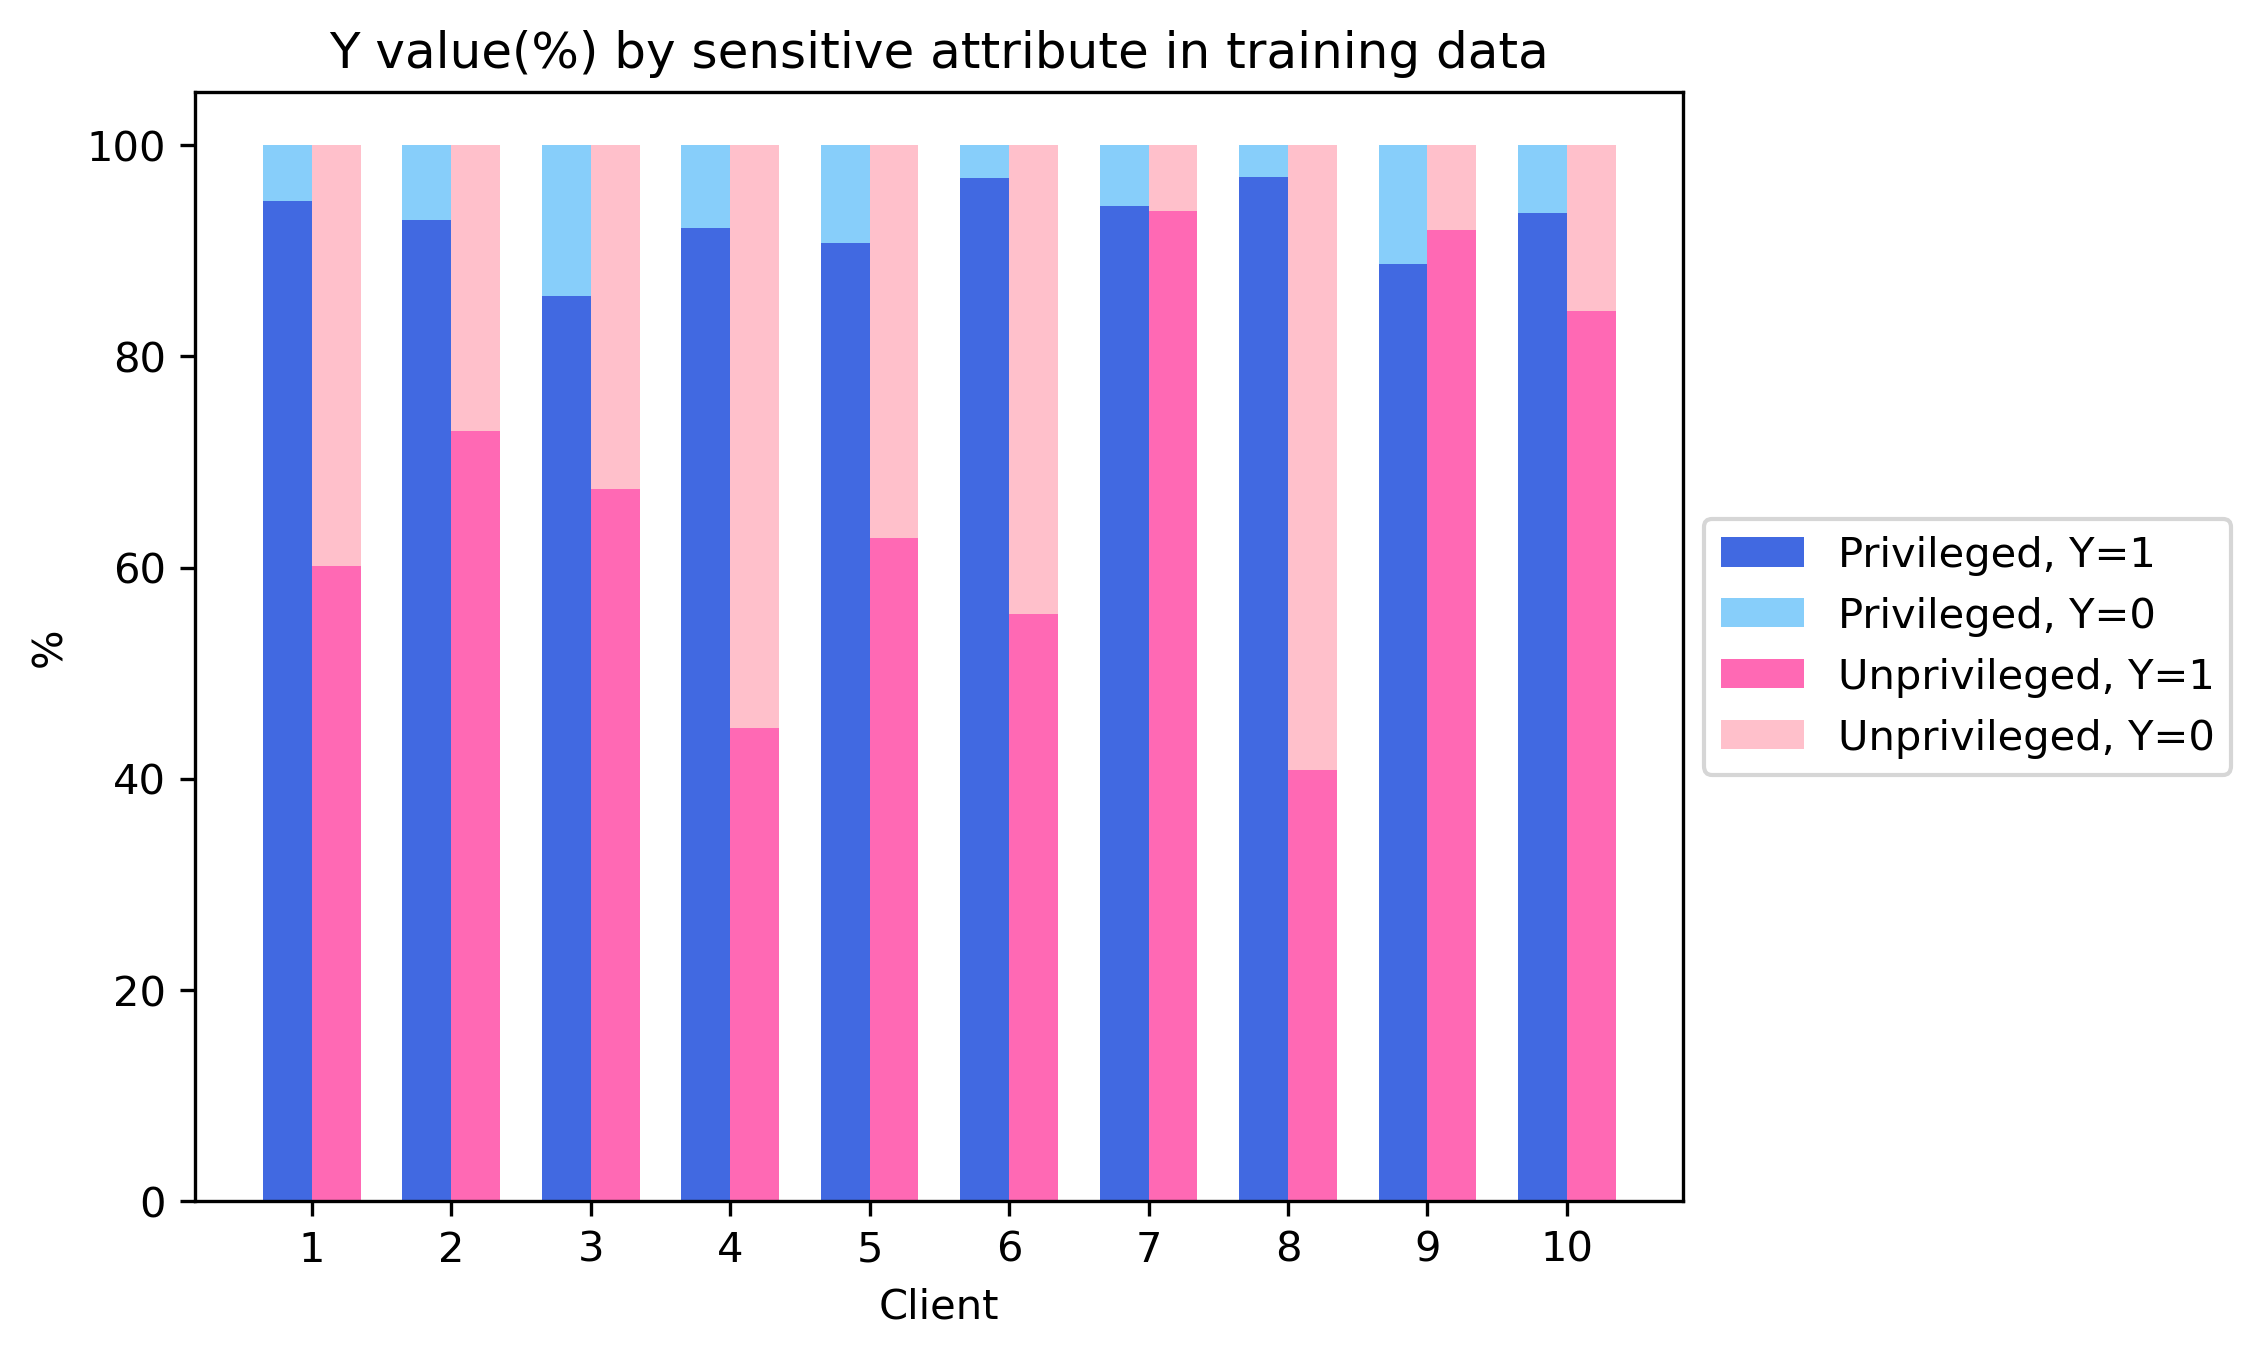 Y value(%) by sensitive attribute in training data
100
80
60
40
20
0
%
1 2 3 4 5 6 7 8 9 10
Client
Privileged, Y=1
Privileged, Y=0
Unprivileged, Y=1
Unprivileged, Y=0